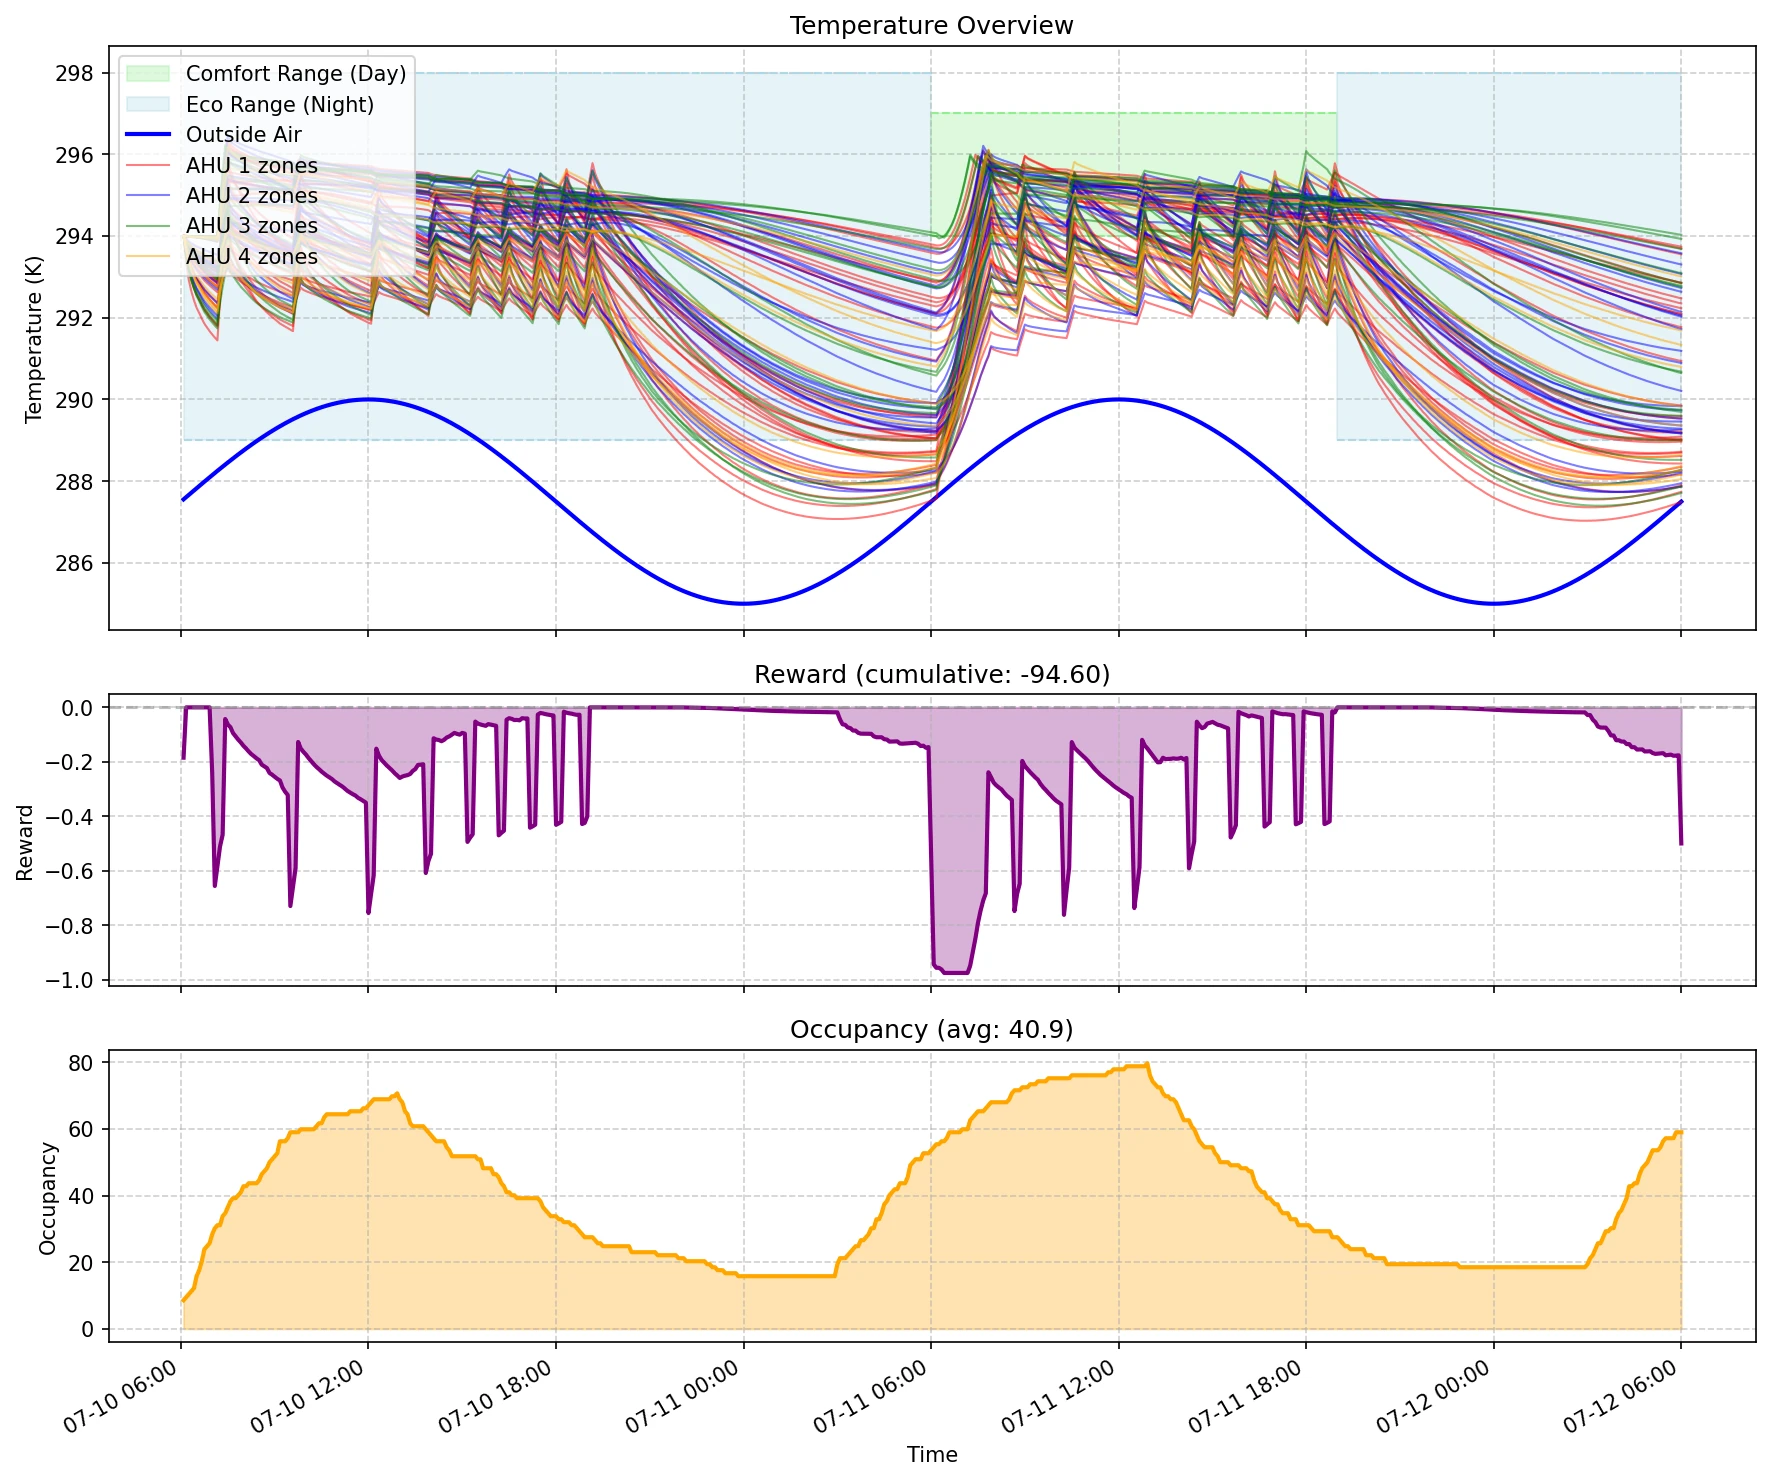 Temperature Overview
Temperature (K)
298
296
294
292
290
288
286
Comfort Range (Day)
Eco Range (Night)
Outside Air
AHU 1 zones
AHU 2 zones
AHU 3 zones
AHU 4 zones
Reward (cumulative: -94.60)
Reward
0.0
−0.2
−0.4
−0.6
−0.8
−1.0
Occupancy (avg: 40.9)
Occupancy
80
60
40
20
0
07-10 06:00
07-10 12:00
07-10 18:00
07-11 00:00
07-11 06:00
07-11 12:00
07-11 18:00
07-12 00:00
07-12 06:00
Time